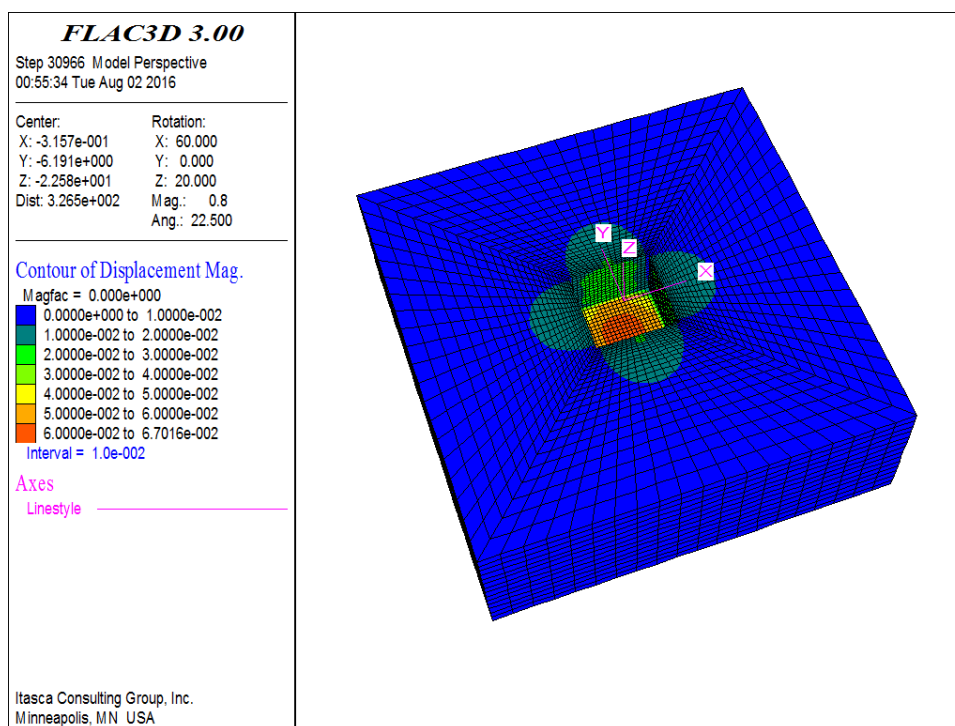 FLAC3D 3.00
Step 30966 Model Perspective
00:55:34 Tue Aug 02 2016
Center: Rotation:
X: -3.157e-001 X: 60.000
Y: -6.191e+000 Y: 0.000
Z: -2.258e+001 Z: 20.000
Dist: 3.265e+002 Mag.: 0.8
Ang.: 22.500
Contour of Displacement Mag.
Magfac = 0.000e+000
0.0000e+000 to 1.0000e-002
1.0000e-002 to 2.0000e-002
2.0000e-002 to 3.0000e-002
3.0000e-002 to 4.0000e-002
4.0000e-002 to 5.0000e-002
5.0000e-002 to 6.0000e-002
6.0000e-002 to 6.7016e-002
Interval = 1.0e-002
Axes
Linestyle
Itasca Consulting Group, Inc.
Minneapolis, MN USA
Y
Z
X